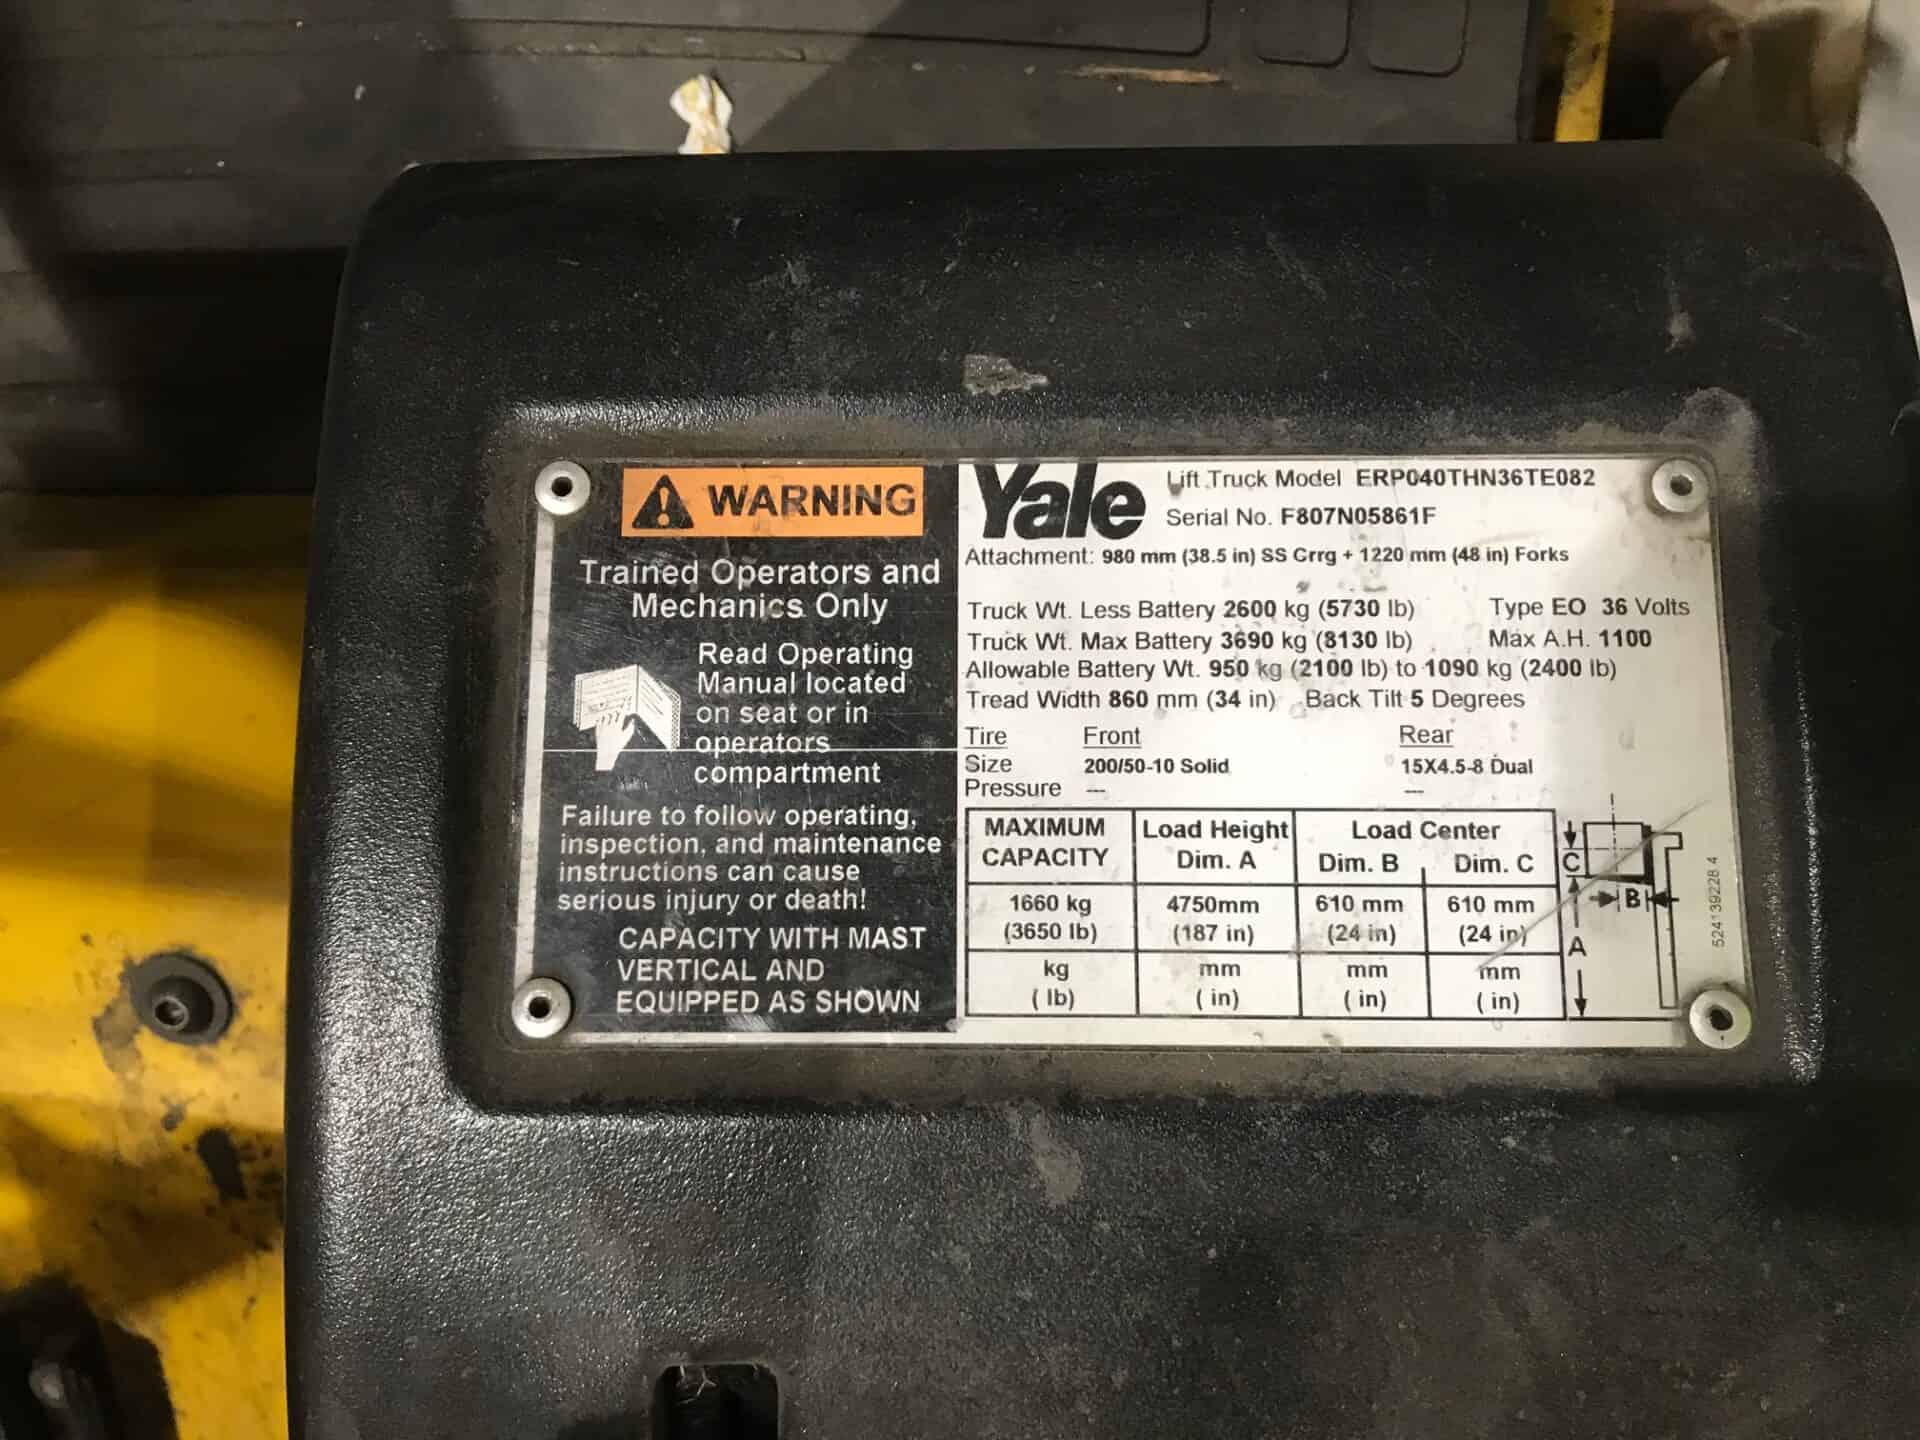 WARNING
Trained Operators and
Mechanics Only
Read Operating
Manual located
on seat or in
operators
compartment
Failure to follow operating,
inspection, and maintenance
instructions can cause
serious injury or death!
CAPACITY WITH MAST
VERTICAL AND
EQUIPPED AS SHOWN
Yale
Lift Truck Model ERP040THN36TE082
Serial No. F807N05861F
Attachment: 980 mm (38.5 in) SS Crrg + 1220 mm (48 in) Forks
Truck Wt. Less Battery 2600 kg (5730 lb) Type EO 36 Volts
Truck Wt. Max Battery 3690 kg (8130 lb) Max A.H. 1100
Allowable Battery Wt. 950 kg (2100 lb) to 1090 kg (2400 lb)
Tread Width 860 mm (34 in) Back Tilt 5 Degrees
Tire Front Rear
Size 200/50-10 Solid 15X4.5-8 Dual
Pressure --- ---
MAXIMUM Load Height Load Center
CAPACITY Dim. A Dim. B Dim. C
1660 kg 4750mm 610 mm 610 mm
(3650 lb) (187 in) (24 in) (24 in)
kg mm mm mm
( lb) ( in) ( in) ( in)
C
B
A
524139228 4